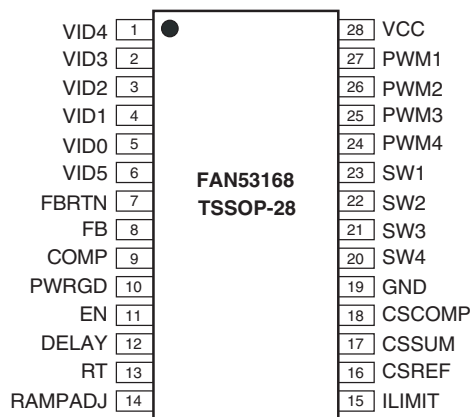 VID4 1 28 VCC
VID3 2 27 PWM1
VID2 3 26 PWM2
VID1 4 25 PWM3
VID0 5 24 PWM4
VID5 6 23 SW1
FBRTN 7 22 SW2
FB 8 21 SW3
COMP 9 20 SW4
PWRGD 10 19 GND
EN 11 18 CSCOMP
DELAY 12 17 CSSUM
RT 13 16 CSREF
RAMPADJ 14 15 ILIMIT
FAN53168
TSSOP-28